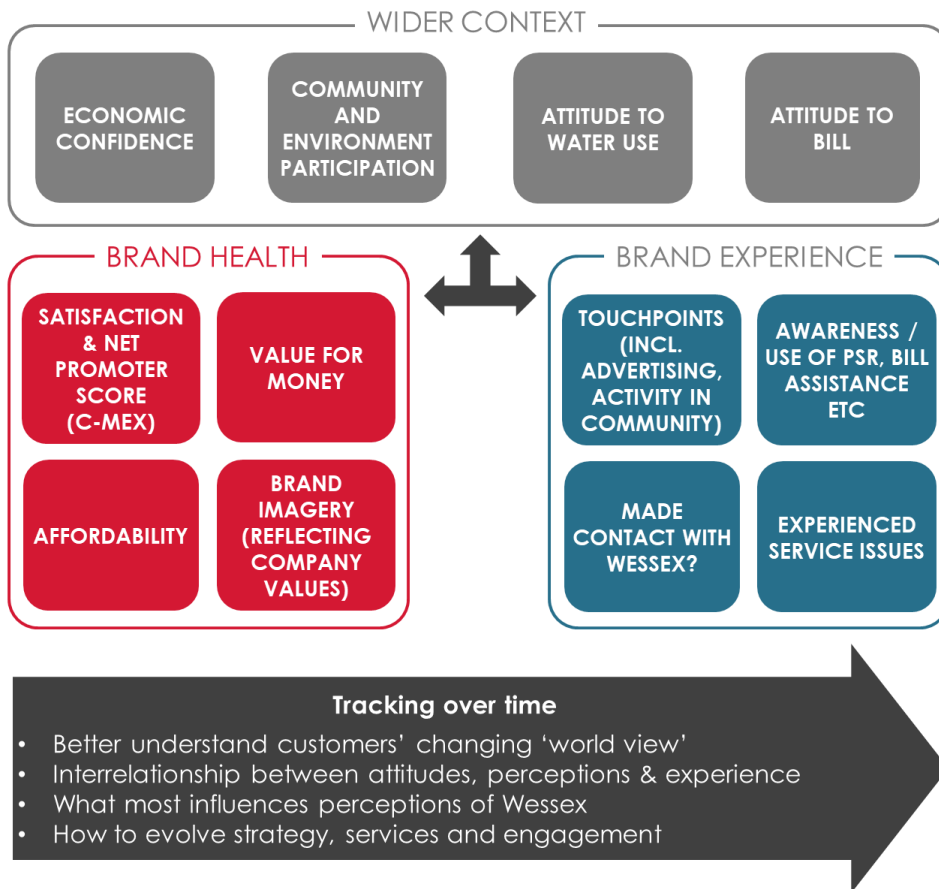 WIDER CONTEXT
ECONOMIC
CONFIDENCE
COMMUNITY
AND
ENVIRONMENT
PARTICIPATION
ATTITUDE TO
WATER USE
ATTITUDE TO
BILL
BRAND HEALTH
SATISFACTION
& NET
PROMOTER
SCORE
(C-MEX)
VALUE FOR
MONEY
AFFORDABILITY
BRAND
IMAGERY
(REFLECTING
COMPANY
VALUES)
BRAND EXPERIENCE
TOUCHPOINTS
(INCL.
ADVERTISING,
ACTIVITY IN
COMMUNITY)
AWARENESS /
USE OF PSR, BILL
ASSISTANCE
ETC
MADE
CONTACT WITH
WESSEX?
EXPERIENCED
SERVICE ISSUES
Tracking over time
• Better understand customers’ changing ‘world view’
• Interrelationship between attitudes, perceptions & experience
• What most influences perceptions of Wessex
• How to evolve strategy, services and engagement